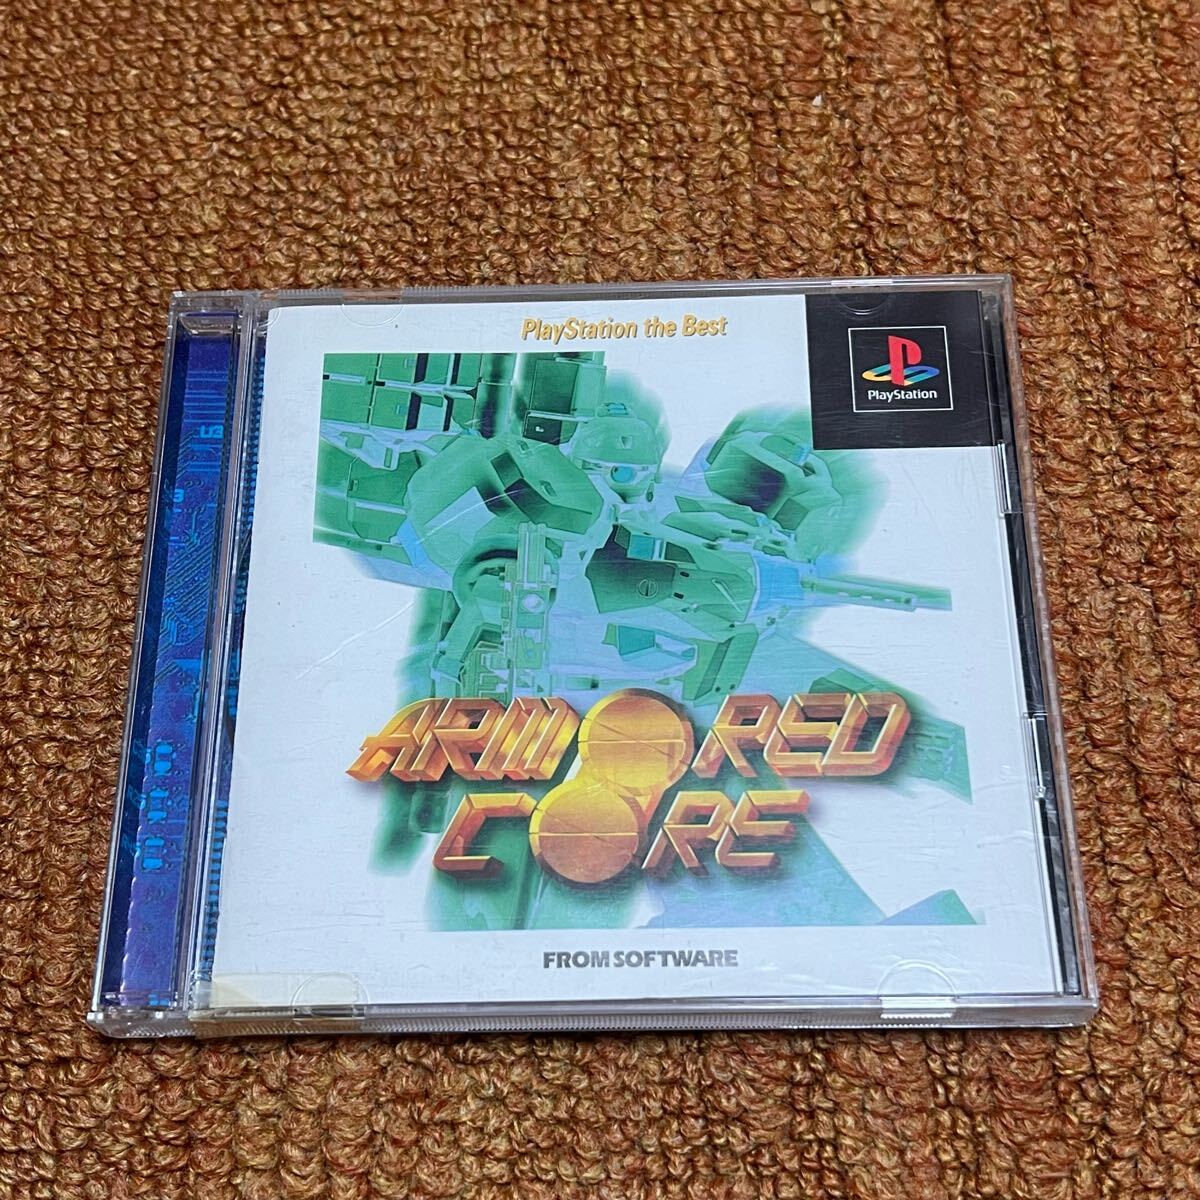 PlayStation the Best
PlayStation
ARMORED
CORE
FROM SOFTWARE